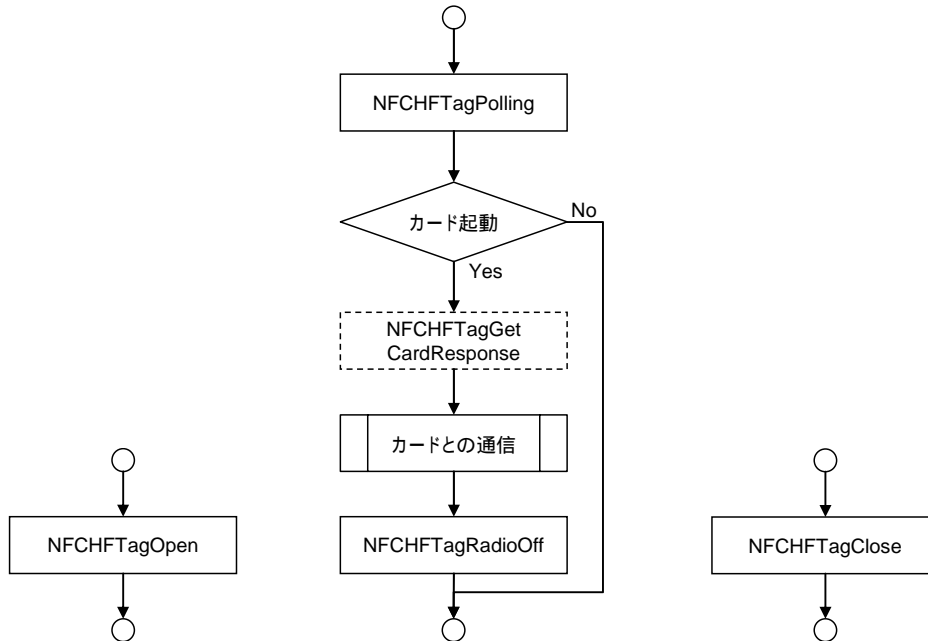 NFCHFTagPolling
カード起動
No
Yes
NFCHFTagGet
CardResponse
カードとの通信
NFCHFTagOpen
NFCHFTagRadioOff
NFCHFTagClose